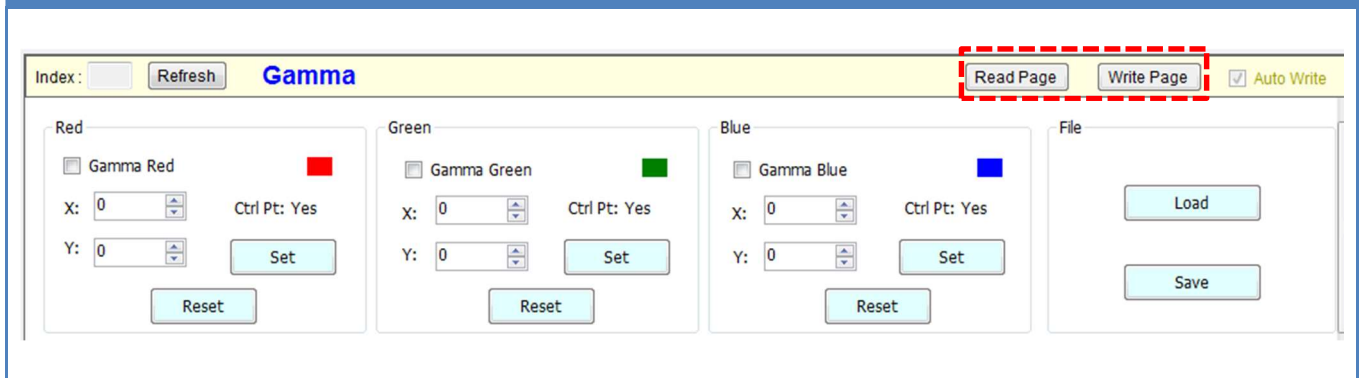 Index : Refresh Gamma Read Page Write Page Auto Write
Red Green Blue File
Gamma Red Gamma Green Gamma Blue
X: 0 Ctrl Pt: Yes X: 0 Ctrl Pt: Yes X: 0 Ctrl Pt: Yes Load
Y: 0 Set Y: 0 Set Y: 0 Set
Reset Reset Reset Save